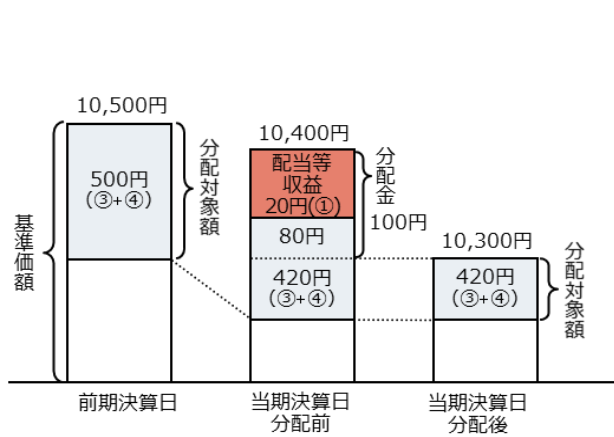 10,500円
500円
(③+④)
分配対象額
基準価額
10,400円
配当等
収益
20円(①)
80円
420円
(③+④)
分配金
100円
10,300円
420円
(③+④)
分配対象額
前期決算日
当期決算日
分配前
当期決算日
分配後